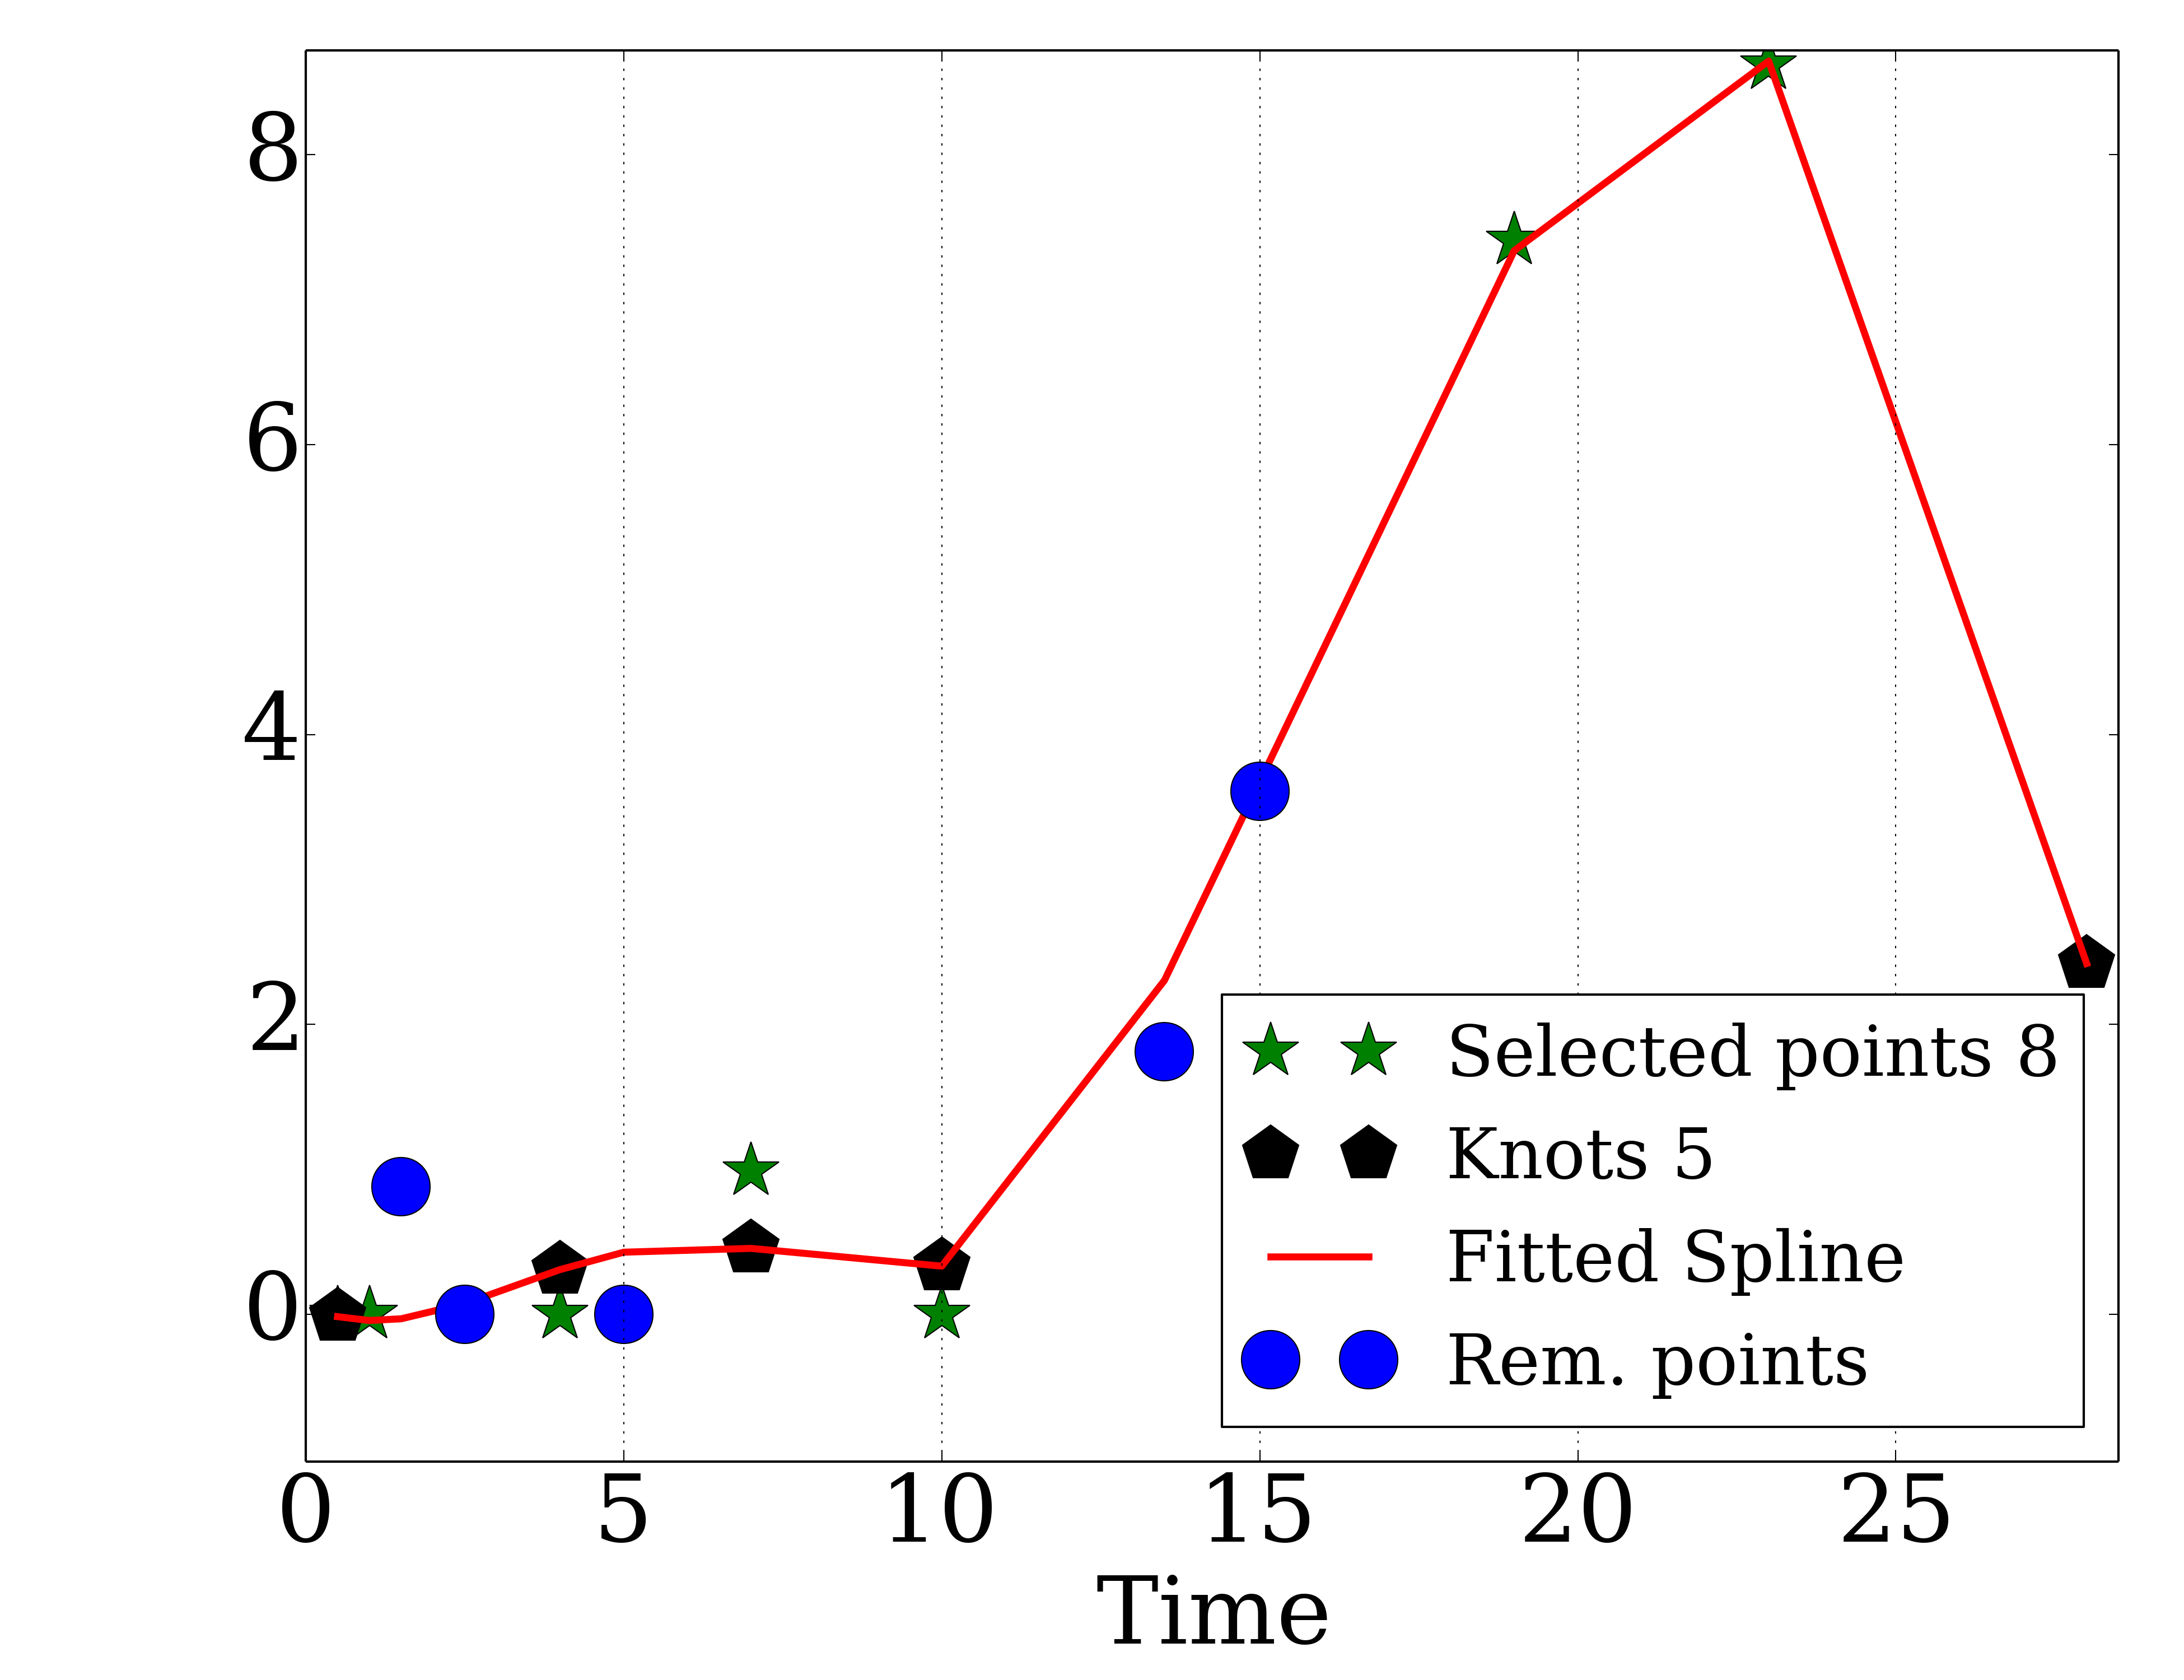 8
6
4
2
0
Selected points 8
Knots 5
Fitted Spline
Rem. points
0 5 10 15 20 25
Time